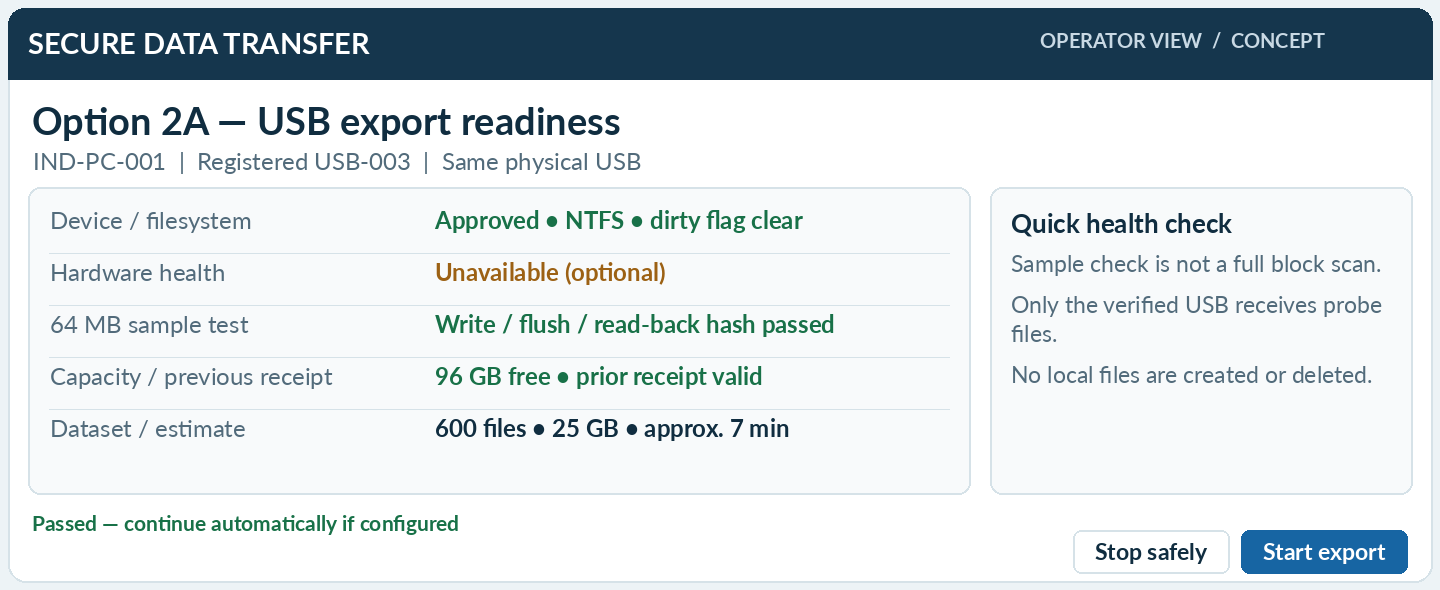 SECURE DATA TRANSFER
OPERATOR VIEW / CONCEPT
Option 2A — USB export readiness
IND-PC-001 | Registered USB-003 | Same physical USB
Device / filesystem
Approved ● NTFS ● dirty flag clear
Hardware health
Unavailable (optional)
64 MB sample test
Write / flush / read-back hash passed
Capacity / previous receipt
96 GB free ● prior receipt valid
Dataset / estimate
600 files ● 25 GB ● approx. 7 min
Quick health check
Sample check is not a full block scan.
Only the verified USB receives probe
files.
No local files are created or deleted.
Passed — continue automatically if configured
Stop safely
Start export